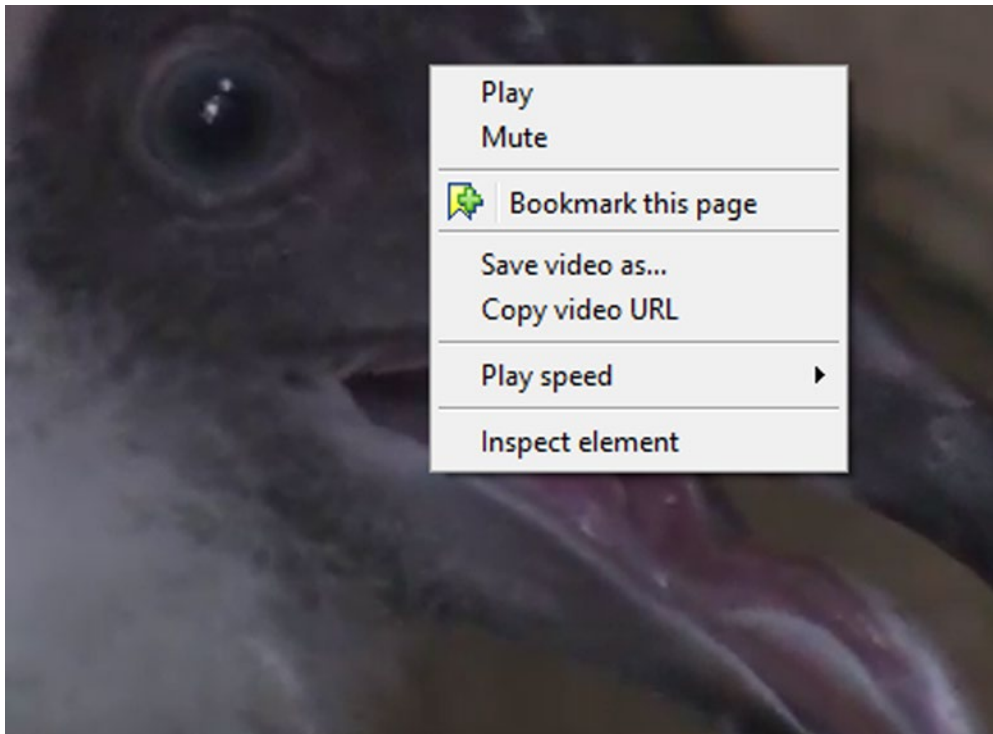 Play
Mute
Bookmark this page
Save video as...
Copy video URL
Play speed
Inspect element